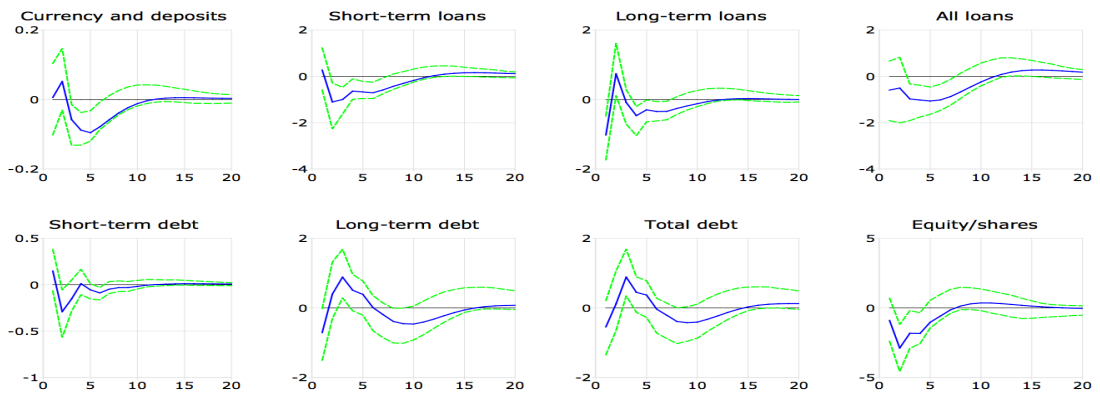 Currency and deposits
0.2
0
-0.2
0 5 10 15 20
Short-term loans
2
0
-2
-4
0 5 10 15 20
Long-term loans
2
0
-2
0 5 10 15 20
All loans
2
0
-2
-4
0 5 10 15 20
Short-term debt
0.5
0
-0.5
-1
0 5 10 15 20
Long-term debt
2
0
-2
0 5 10 15 20
Total debt
2
0
-2
0 5 10 15 20
Equity/shares
5
0
-5
0 5 10 15 20